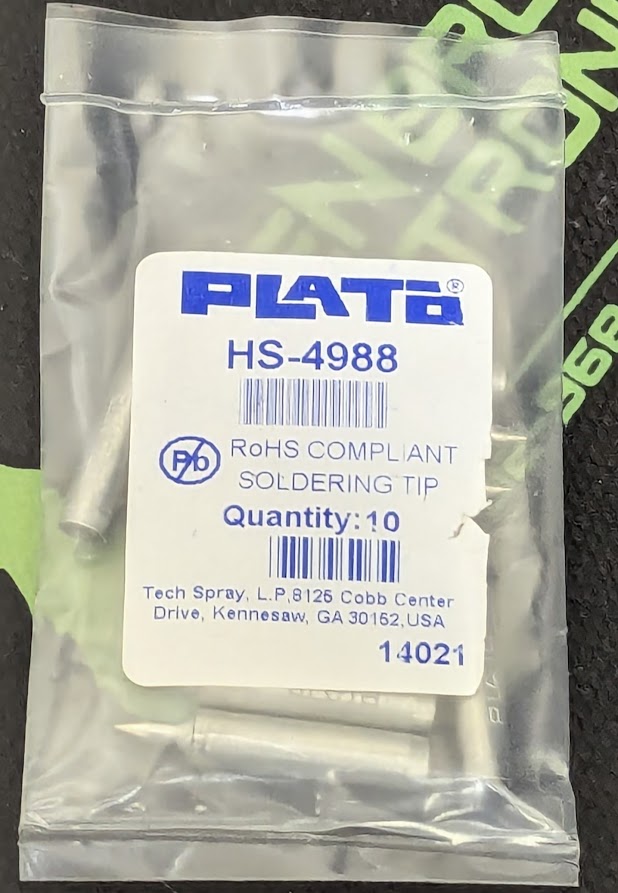 PLATO®
HS-4988
Pb
RoHS COMPLIANT
SOLDERING TIP
Quantity:10
Tech Spray, L.P,8125 Cobb Center
Drive, Kennesaw, GA 30152,USA
14021